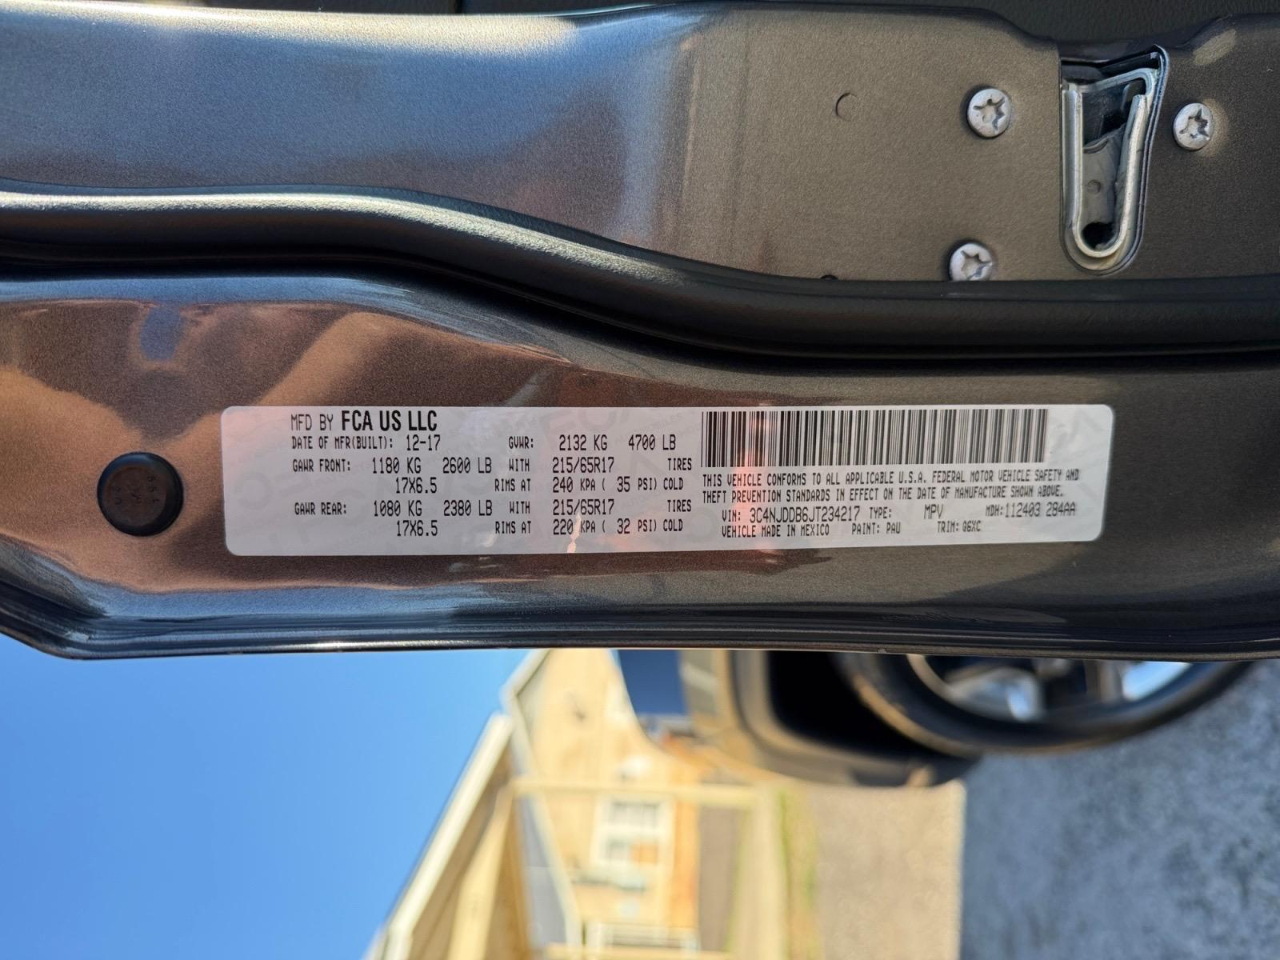 MFD BY FCA US LLC
DATE OF MFR(BUILT): 12-17 GVWR: 2132 KG 4700 LB
GAWR FRONT: 1180 KG 2600 LB WITH 215/65R17 TIRES
17X6.5 RIMS AT 240 KPA ( 35 PSI) COLD
GAWR REAR: 1080 KG 2380 LB WITH 215/65R17 TIRES
17X6.5 RIMS AT 220 KPA ( 32 PSI) COLD
THIS VEHICLE CONFORMS TO ALL APPLICABLE U.S.A. FEDERAL MOTOR VEHICLE SAFETY AND
THEFT PREVENTION STANDARDS IN EFFECT ON THE DATE OF MANUFACTURE SHOWN ABOVE.
VIN: 3C4NJDDB6JT234217 TYPE: MPV MDH:112403 284AA
VEHICLE MADE IN MEXICO PAINT: PAU TRIM: Q6XC